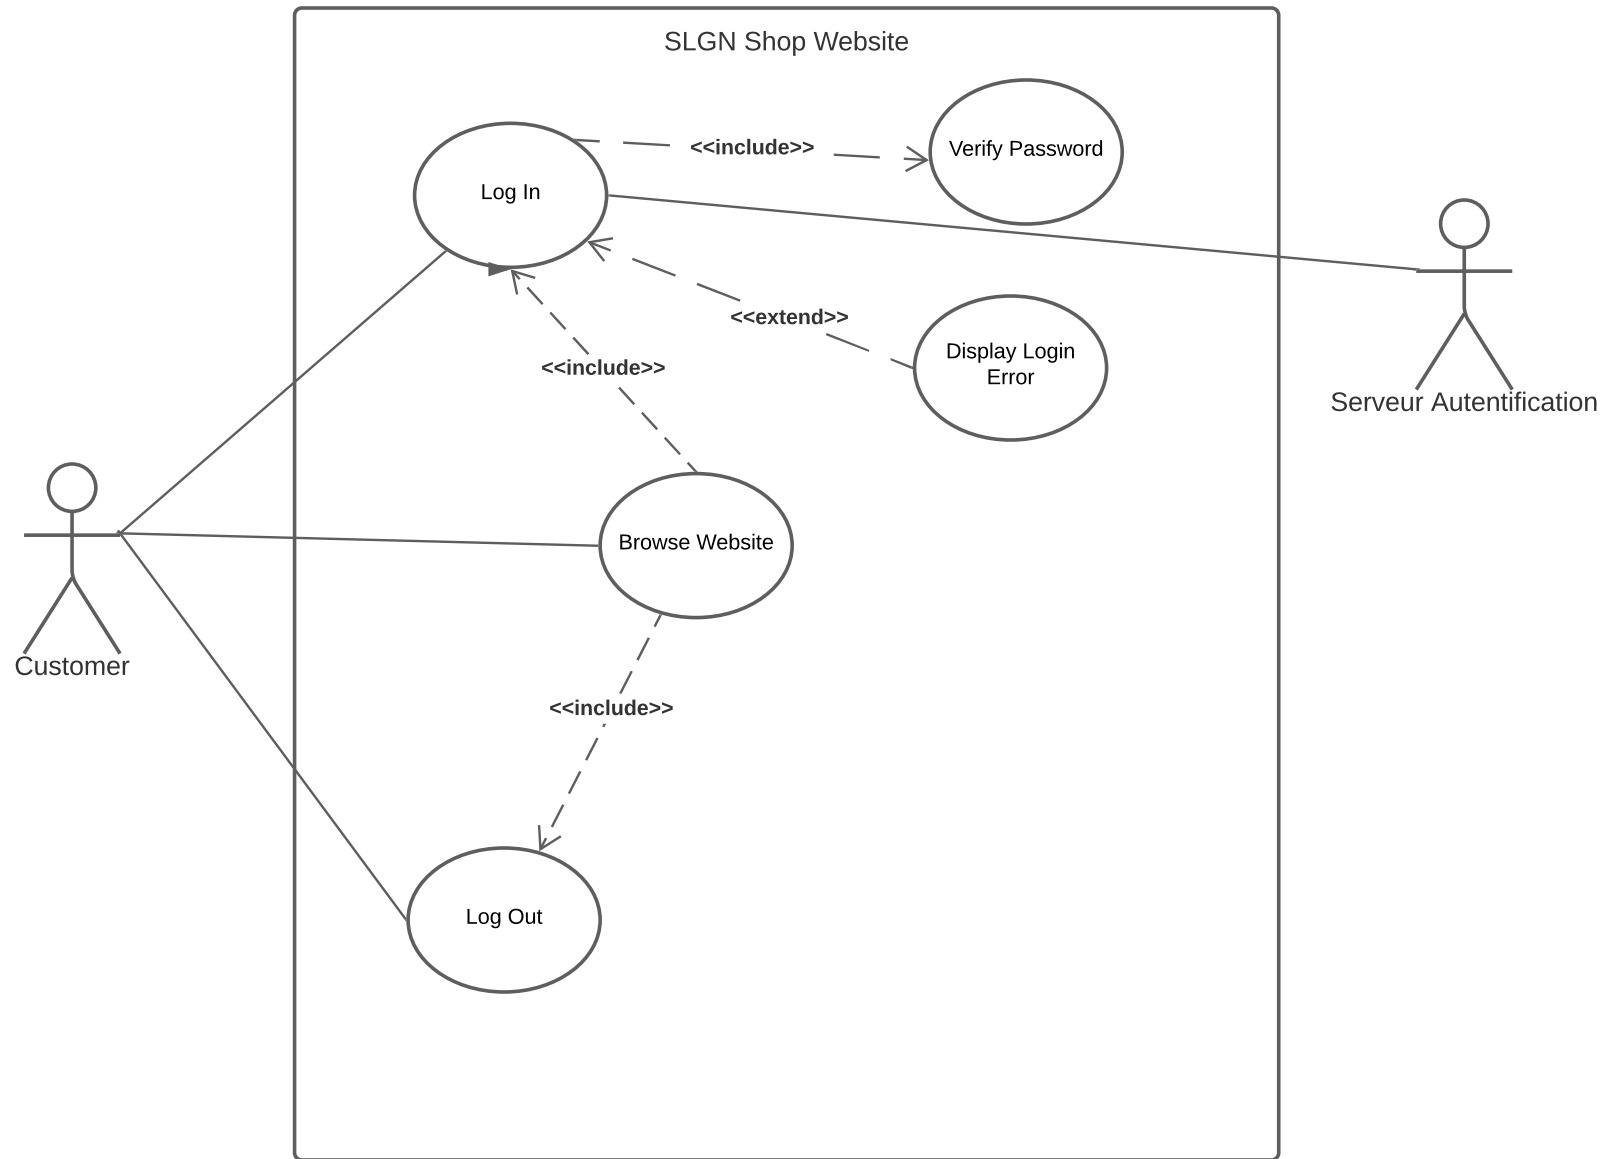 SLGN Shop Website
<<include>>
Verify Password
Log In
<<extend>>
Display Login
Error
<<include>>
Serveur Autentification
Browse Website
Customer
<<include>>
Log Out